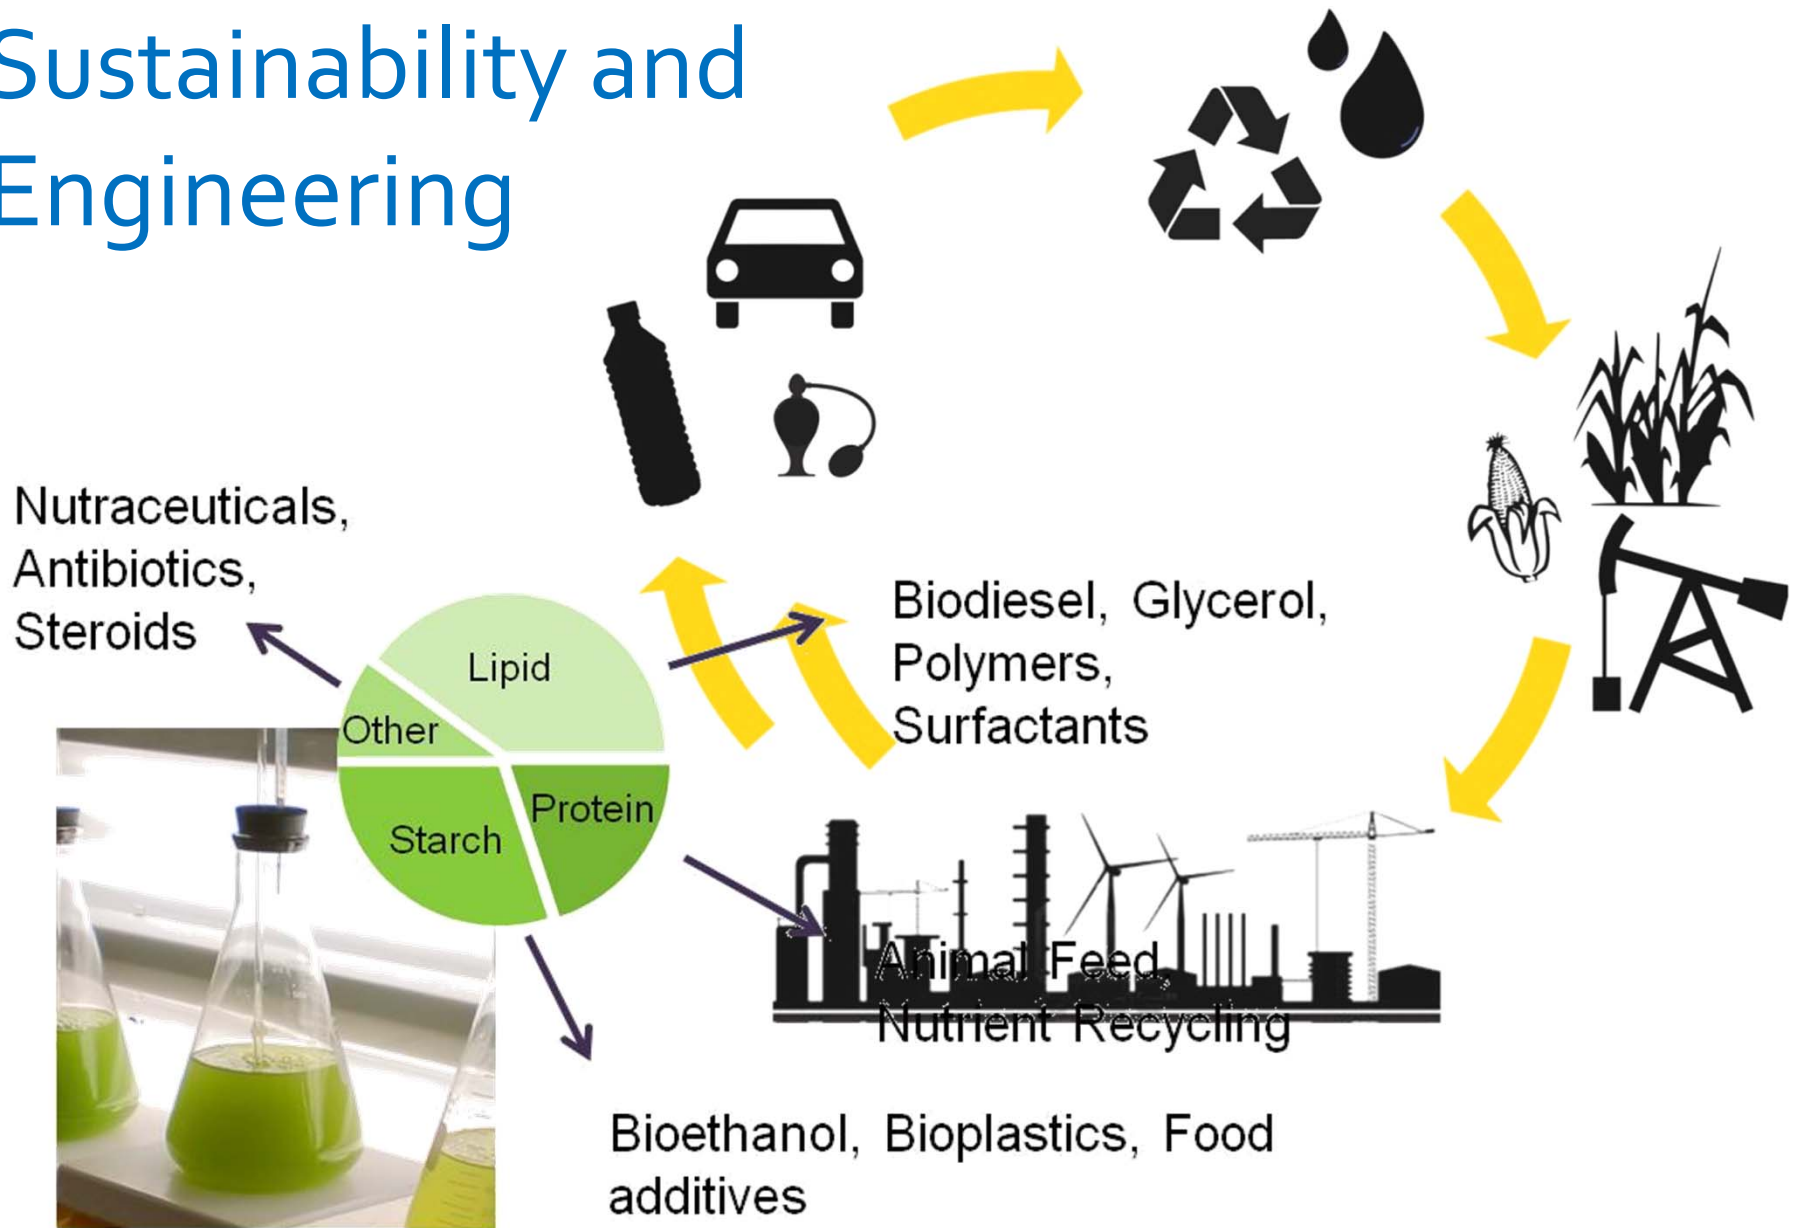 Sustainability and
Engineering
Nutraceuticals,
Antibiotics,
Steroids
Lipid
Other
Starch
Protein
Biodiesel, Glycerol,
Polymers,
Surfactants
Animal Feed,
Nutrient Recycling
Bioethanol, Bioplastics, Food
additives